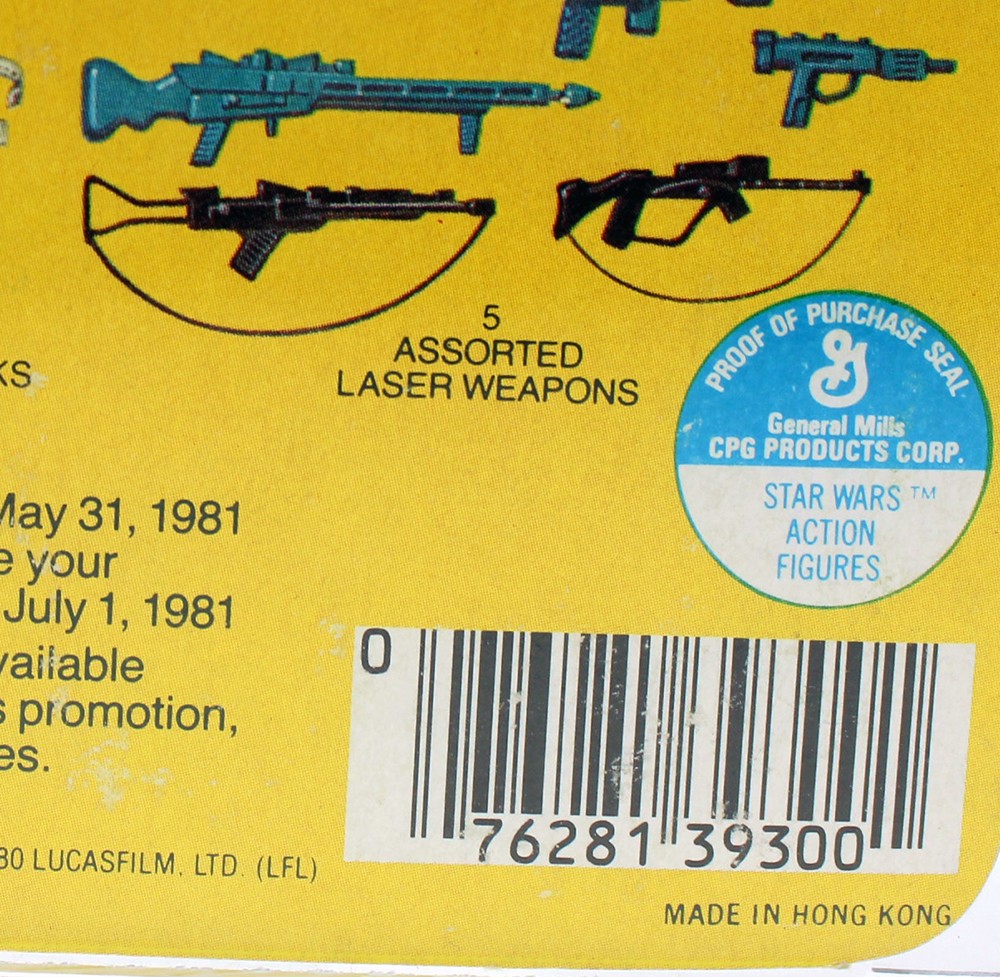 5
ASSORTED
LASER WEAPONS
KS
PROOF OF PURCHASE SEAL
General Mills
CPG PRODUCTS CORP.
STAR WARS ™
ACTION
FIGURES
May 31, 1981
e your
July 1, 1981
vailable
s promotion,
es.
0
76281 39300
80 LUCASFILM, LTD. (LFL)
MADE IN HONG KONG